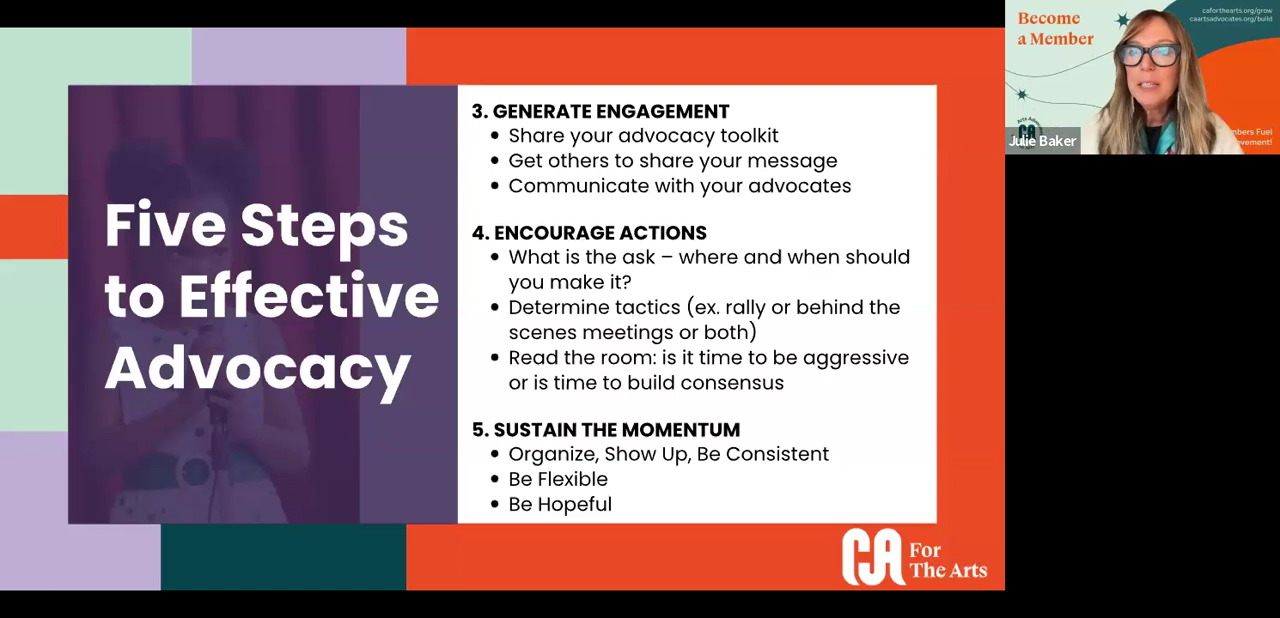 Five Steps
to Effective
Advocacy
3. GENERATE ENGAGEMENT
• Share your advocacy toolkit
• Get others to share your message
• Communicate with your advocates
4. ENCOURAGE ACTIONS
• What is the ask – where and when should
you make it?
• Determine tactics (ex. rally or behind the
scenes meetings or both)
• Read the room: is it time to be aggressive
or is time to build consensus
5. SUSTAIN THE MOMENTUM
• Organize, Show Up, Be Consistent
• Be Flexible
• Be Hopeful
CA For
The Arts
Become
a Member
caforthearts.org/grow
caartsadvocates.org/build
CA
Fuel
Julie Baker